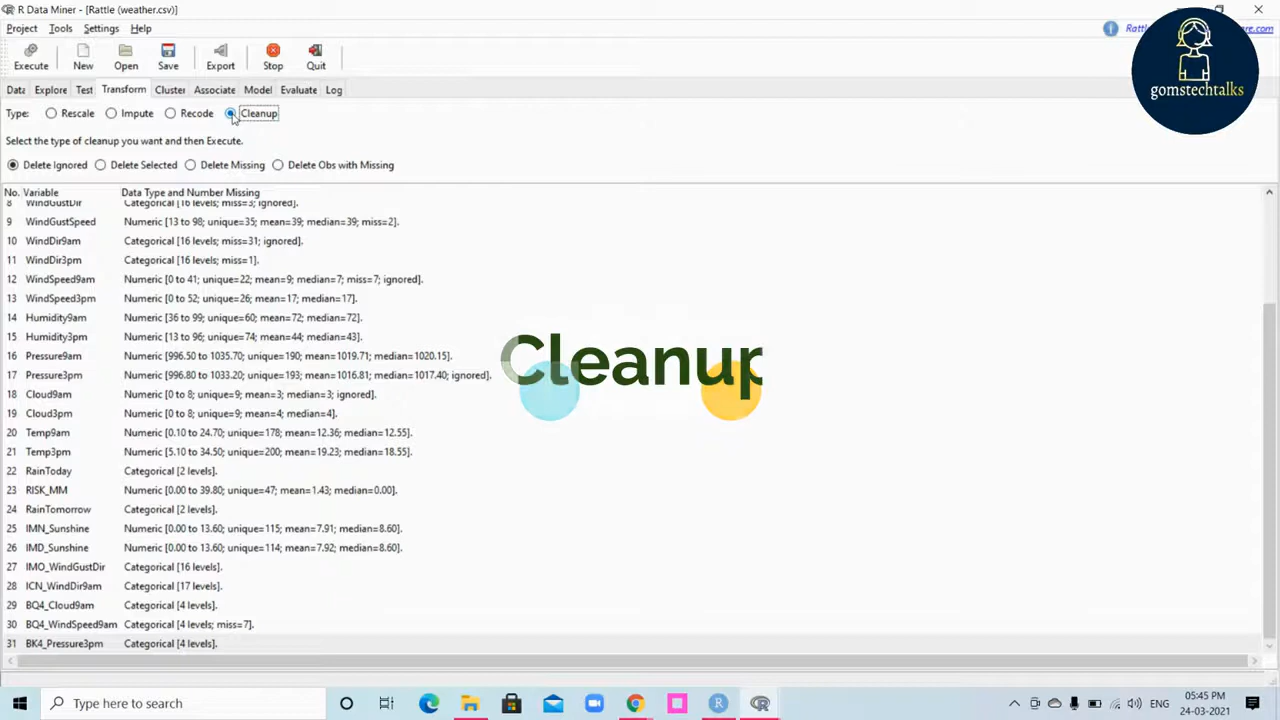 R Data Miner - [Rattle (weather.csv)]
Project Tools Settings Help
Rattl
re.com
Execute New Open Save Export Stop Quit
gomstechtalks
Data Explore Test Transform Cluster Associate Model Evaluate Log
Type: Rescale Impute Recode Cleanup
Select the type of cleanup you want and then Execute.
Delete Ignored Delete Selected Delete Missing Delete Obs with Missing
No. Variable Data Type and Number Missing
8 WindGustDir Categorical [16 levels; miss=3; ignored].
9 WindGustSpeed Numeric [13 to 98; unique=35; mean=39; median=39; miss=2].
10 WindDir9am Categorical [16 levels; miss=31; ignored].
11 WindDir3pm Categorical [16 levels; miss=1].
12 WindSpeed9am Numeric [0 to 41; unique=22; mean=9; median=7; miss=7; ignored].
13 WindSpeed3pm Numeric [0 to 52; unique=26; mean=17; median=17].
14 Humidity9am Numeric [36 to 99; unique=60; mean=72; median=72].
15 Humidity3pm Numeric [13 to 96; unique=74; mean=44; median=43].
16 Pressure9am Numeric [996.50 to 1035.70; unique=190; mean=1019.71; median=1020.15].
17 Pressure3pm Numeric [996.80 to 1033.20; unique=193; mean=1016.81; median=1017.40; ignored].
18 Cloud9am Numeric [0 to 8; unique=9; mean=3; median=3; ignored].
19 Cloud3pm Numeric [0 to 8; unique=9; mean=4; median=4].
20 Temp9am Numeric [0.10 to 24.70; unique=178; mean=12.36; median=12.55].
21 Temp3pm Numeric [5.10 to 34.50; unique=200; mean=19.23; median=18.55].
22 RainToday Categorical [2 levels].
23 RISK_MM Numeric [0.00 to 39.80; unique=47; mean=1.43; median=0.00].
24 RainTomorrow Categorical [2 levels].
25 IMN_Sunshine Numeric [0.00 to 13.60; unique=115; mean=7.91; median=8.60].
26 IMD_Sunshine Numeric [0.00 to 13.60; unique=114; mean=7.92; median=8.60].
27 IMO_WindGustDir Categorical [16 levels].
28 ICN_WindDir9am Categorical [17 levels].
29 BQ4_Cloud9am Categorical [4 levels].
30 BQ4_WindSpeed9am Categorical [4 levels; miss=7].
31 BK4_Pressure3pm Categorical [4 levels].
Cleanup
Type here to search
ENG
05:45 PM
24-03-2021